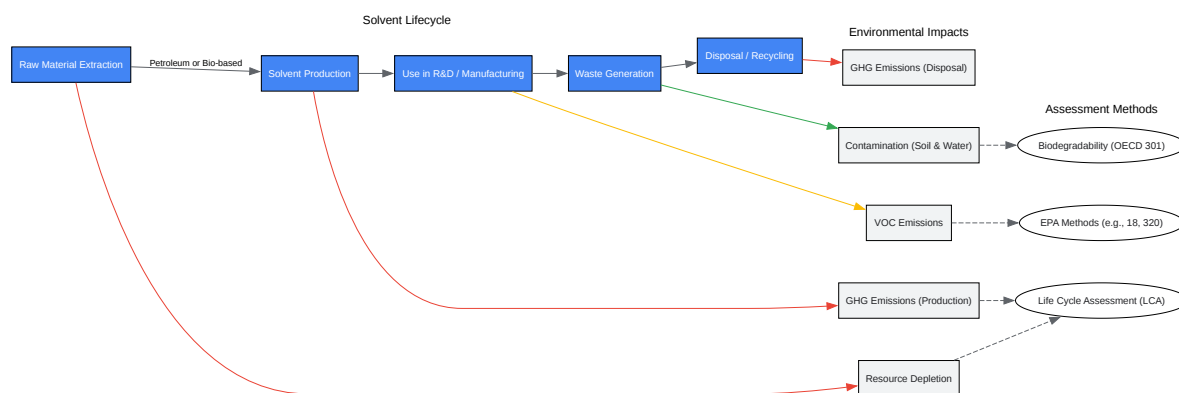 Solvent Lifecycle
Raw Material Extraction
Petroleum or Bio-based
Solvent Production
Use in R&D / Manufacturing
Waste Generation
Disposal / Recycling
Environmental Impacts
GHG Emissions (Disposal)
Contamination (Soil & Water)
VOC Emissions
GHG Emissions (Production)
Resource Depletion
Assessment Methods
Biodegradability (OECD 301)
EPA Methods (e.g., 18, 320)
Life Cycle Assessment (LCA)